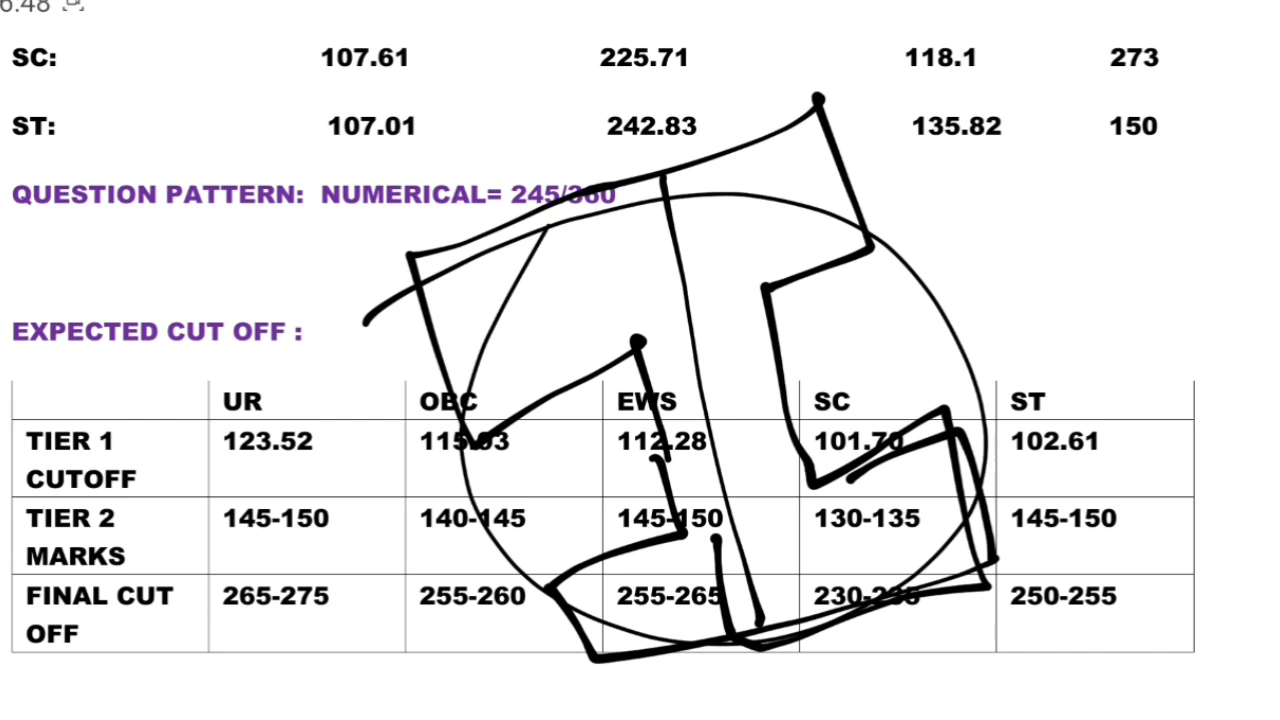 6.48
SC: 107.61 225.71 118.1 273
ST: 107.01 242.83 135.82 150
QUESTION PATTERN: NUMERICAL= 245/360
EXPECTED CUT OFF :
UR OBC EWS SC ST
TIER 1 CUTOFF 123.52 115.93 112.28 101.70 102.61
TIER 2 MARKS 145-150 140-145 145-150 130-135 145-150
FINAL CUT OFF 265-275 255-260 255-265 230-235 250-255